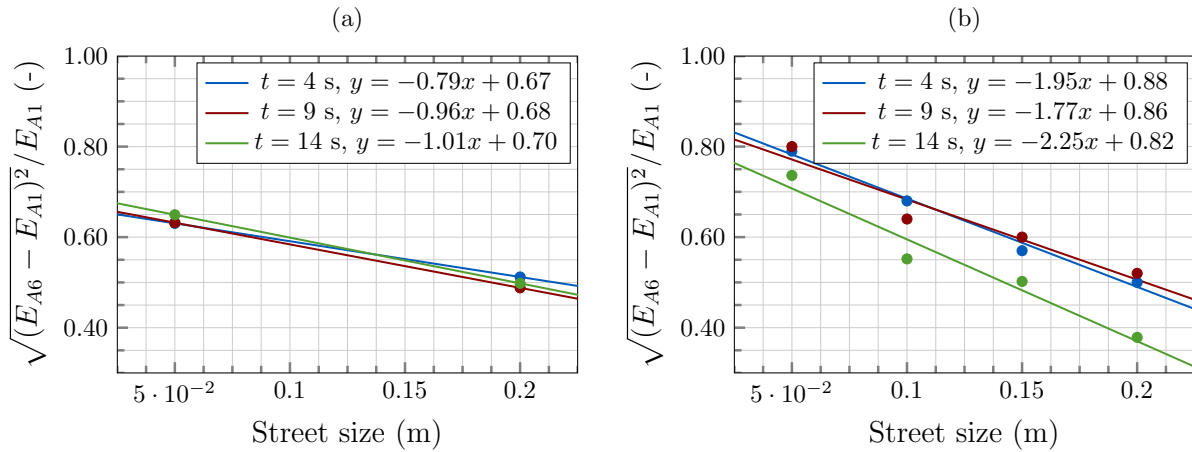 (a)
√(E_A6 − E_A1)²/E_A1 (-)
1.00
0.80
0.60
0.40
t = 4 s, y = −0.79x + 0.67
t = 9 s, y = −0.96x + 0.68
t = 14 s, y = −1.01x + 0.70
5 · 10⁻² 0.1 0.15 0.2
Street size (m)
(b)
√(E_A6 − E_A1)²/E_A1 (-)
1.00
0.80
0.60
0.40
t = 4 s, y = −1.95x + 0.88
t = 9 s, y = −1.77x + 0.86
t = 14 s, y = −2.25x + 0.82
5 · 10⁻² 0.1 0.15 0.2
Street size (m)